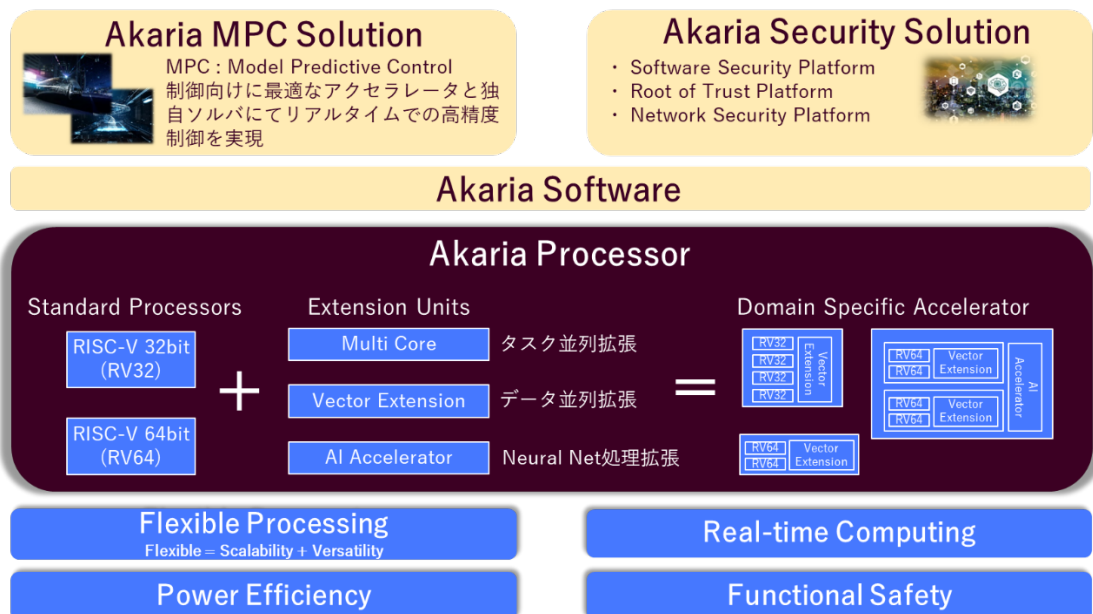 Akaria MPC Solution
MPC : Model Predictive Control
制御向けに最適なアクセラレータと独
自ソルバにてリアルタイムでの高精度
制御を実現
Akaria Security Solution
・ Software Security Platform
・ Root of Trust Platform
・ Network Security Platform
Akaria Software
Akaria Processor
Standard Processors
RISC-V 32bit
(RV32)
RISC-V 64bit
(RV64)
+
Extension Units
Multi Core
タスク並列拡張
Vector Extension
データ並列拡張
AI Accelerator
Neural Net処理拡張
=
Domain Specific Accelerator
RV32
RV32
RV32
RV32
Vector
Extension
RV64
RV64
Vector
Extension
RV64
RV64
Vector
Extension
AI
Accelerator
RV64
RV64
Vector
Extension
Flexible Processing
Flexible = Scalability + Versatility
Real-time Computing
Power Efficiency
Functional Safety